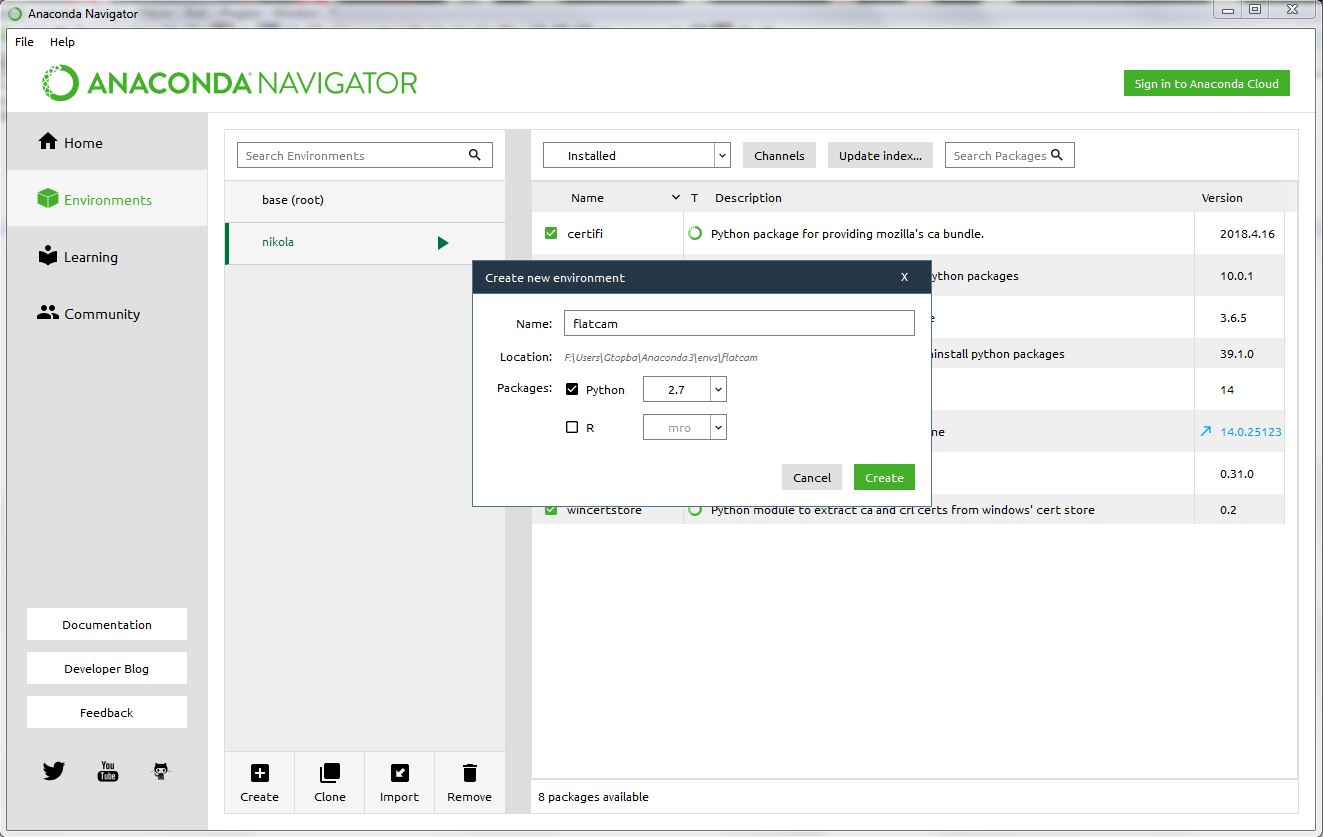 Anaconda Navigator
File Help
ANACONDA NAVIGATOR
Sign in to Anaconda Cloud
Home
Environments
Learning
Community
Documentation
Developer Blog
Feedback
You Tube
Search Environments
base (root)
nikola
Create Clone Import Remove
Installed Channels Update index... Search Packages
Name T Description Version
certifi Python package for providing mozilla's ca bundle. 2018.4.16
python packages 10.0.1
3.6.5
install python packages 39.1.0
14
14.0.25123
0.31.0
wincertstore Python module to extract ca and crl certs from windows' cert store 0.2
8 packages available
Create new environment X
Name: flatcam
Location: F:\Users\Gtopba\Anaconda3\envs\flatcam
Packages: Python 2.7
R mro
Cancel Create